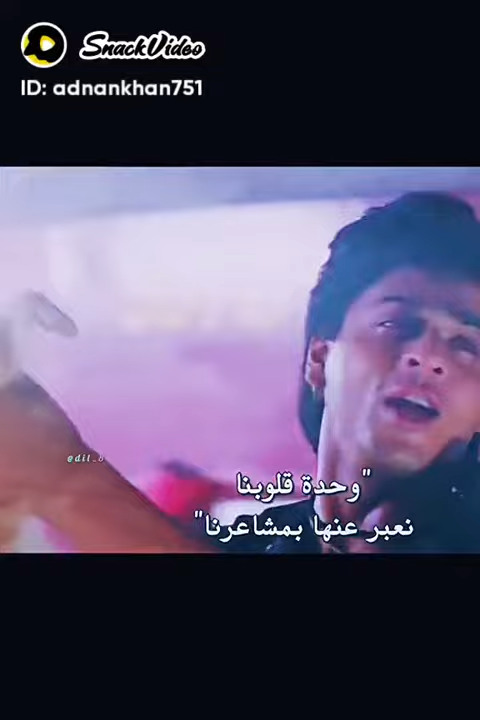 SnackVideo
ID: adnankhan751
@dil_o
"وحدة قلوبنا
نعبر عنها بمشاعرنا"